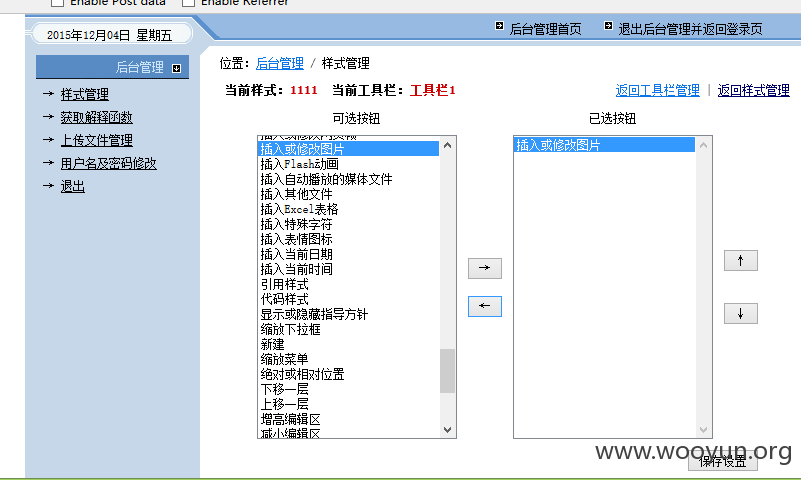 Enable Post data Enable Referrer
2015年12月04日 星期五
后台管理首页 退出后台管理并返回登录页
后台管理
→ 样式管理
→ 获取解释函数
→ 上传文件管理
→ 用户名及密码修改
→ 退出
位置：后台管理 / 样式管理
当前样式：1111 当前工具栏：工具栏1
返回工具栏管理 | 返回样式管理
可选按钮
插入或修改图片
插入Flash动画
插入自动播放的媒体文件
插入其他文件
插入Excel表格
插入特殊字符
插入表情图标
插入当前日期
插入当前时间
引用样式
代码样式
显示或隐藏指导方针
缩放下拉框
新建
缩放菜单
绝对或相对位置
下移一层
上移一层
增高编辑区
减小编辑区
→
←
已选按钮
插入或修改图片
↑
↓
保存设置
www.wooyun.org